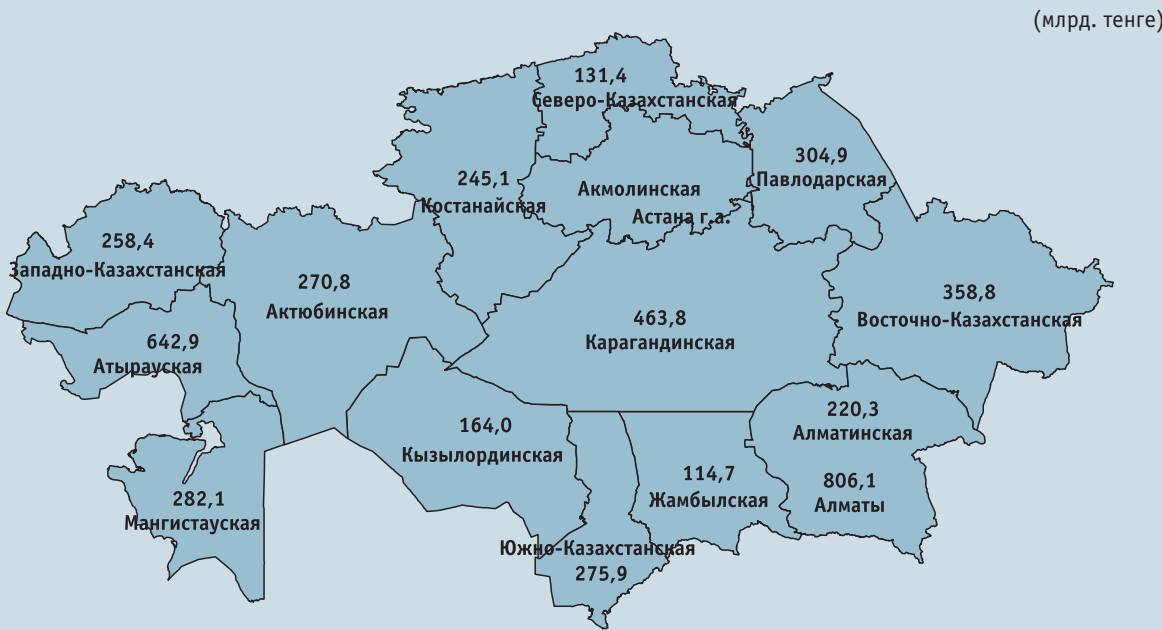 (млрд. тенге)
131,4
Северо-Казахстанская
304,9
Павлодарская
245,1
Костанайская
Акмолинская
Астана г.а.
258,4
Западно-Казахстанская
270,8
Актюбинская
358,8
Восточно-Казахстанская
463,8
Карагандинская
642,9
Атырауская
220,3
Алматинская
164,0
Кызылординская
114,7
Жамбылская
806,1
Алматы
282,1
Мангистауская
Южно-Казахстанская
275,9